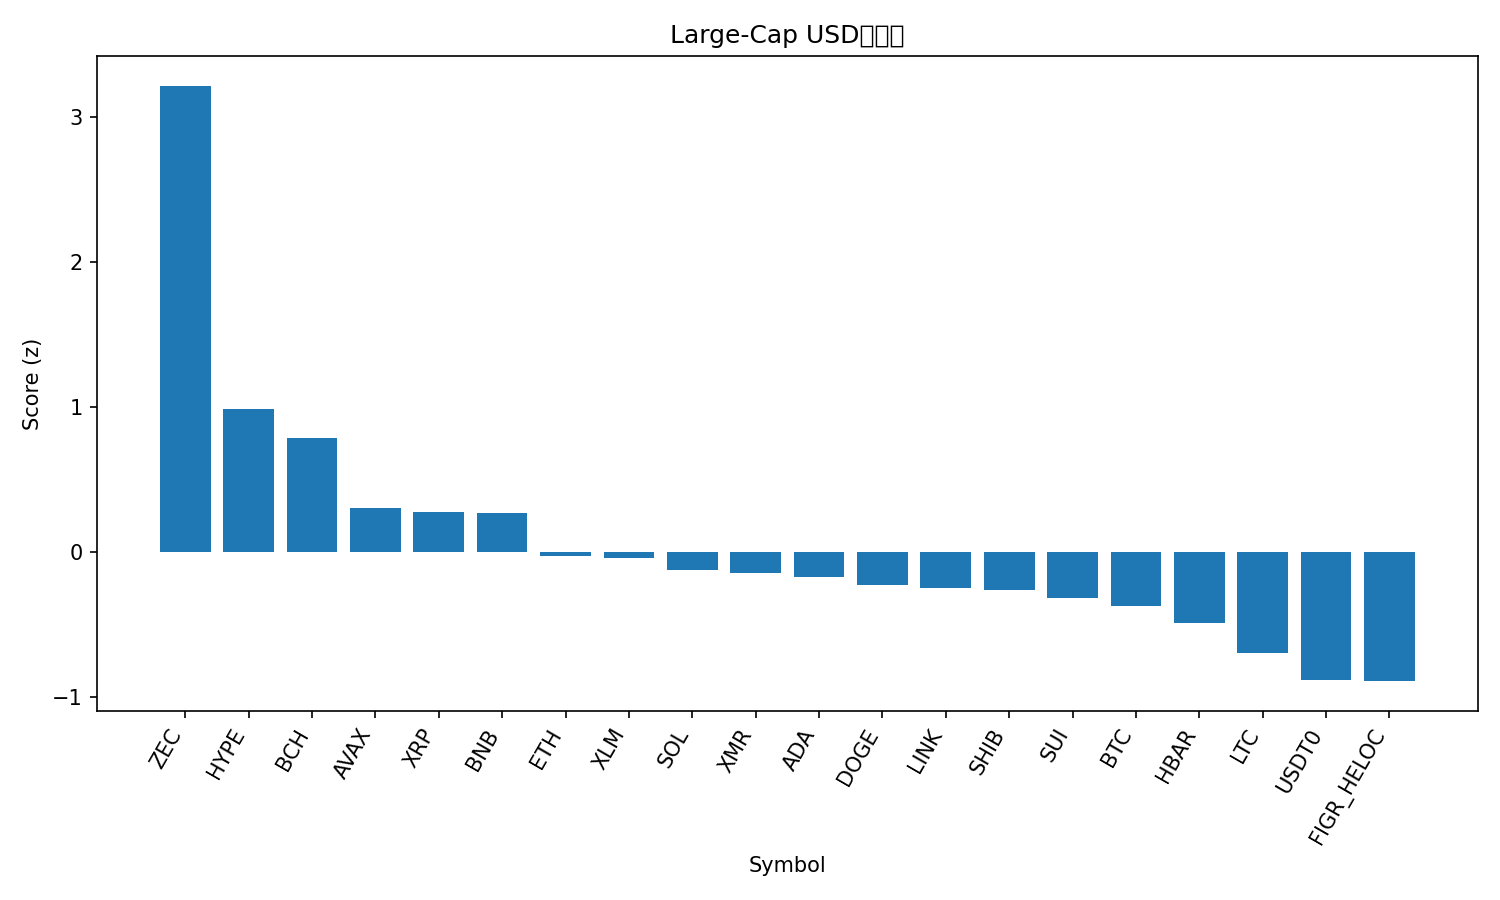 Large-Cap USD
Score (z)
3
2
1
0
−1
ZEC
HYPE
BCH
AVAX
XRP
BNB
ETH
XLM
SOL
XMR
ADA
DOGE
LINK
SHIB
SUI
BTC
HBAR
LTC
USDT0
FIGR_HELOC
Symbol